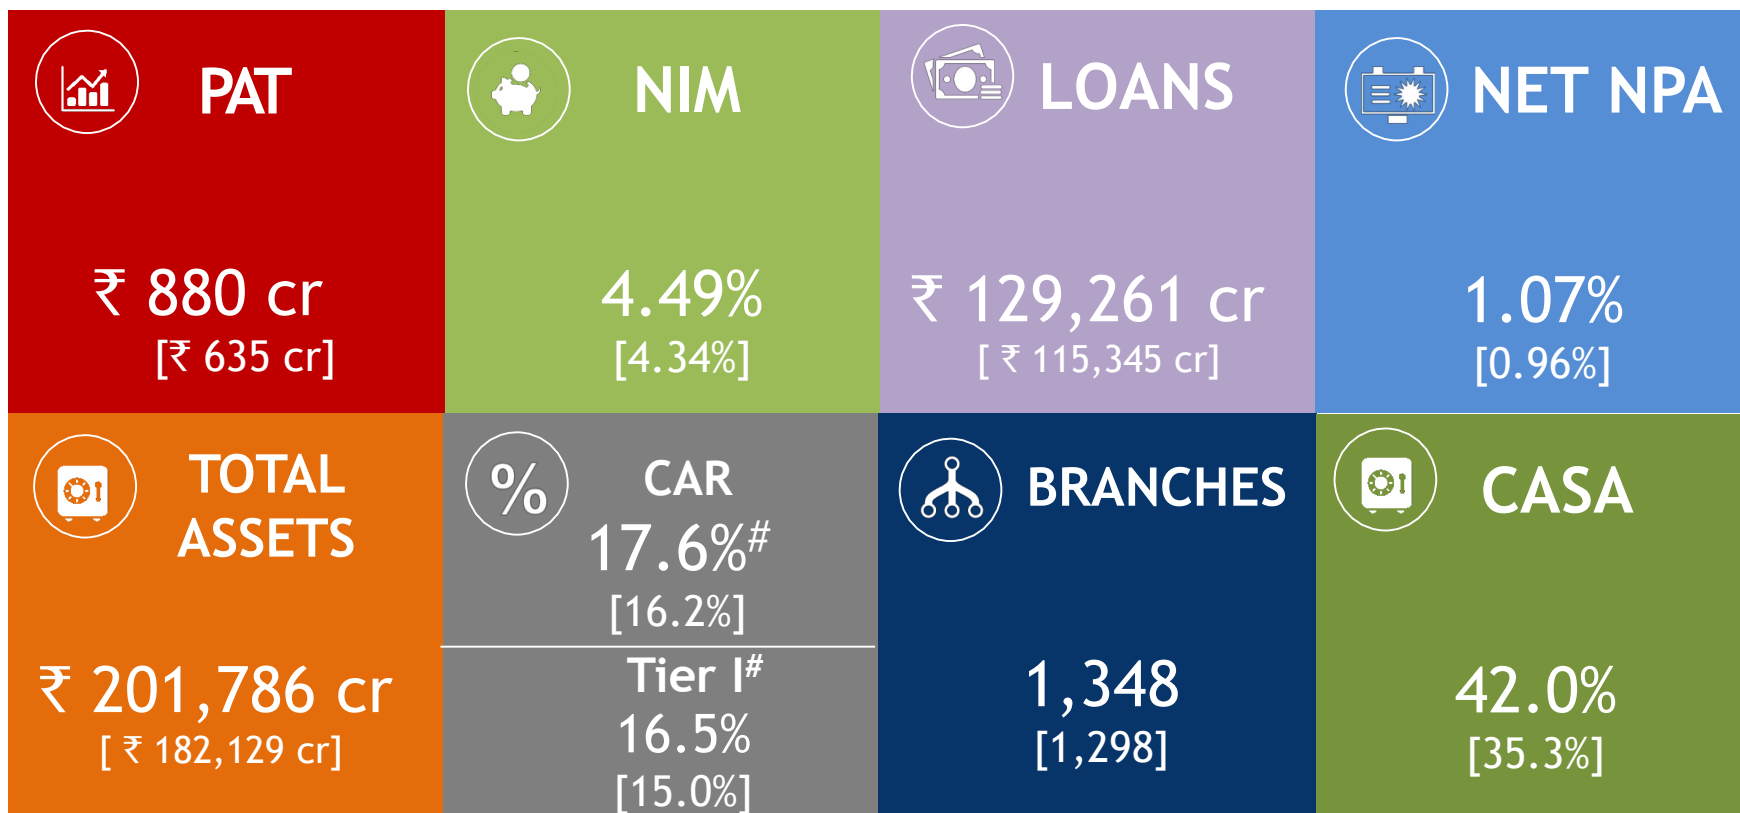 PAT
₹ 880 cr
[₹ 635 cr]
NIM
4.49%
[4.34%]
LOANS
₹ 129,261 cr
[ ₹ 115,345 cr]
NET NPA
1.07%
[0.96%]
TOTAL
ASSETS
₹ 201,786 cr
[ ₹ 182,129 cr]
%
CAR
17.6%#
[16.2%]
Tier I#
16.5%
[15.0%]
BRANCHES
1,348
[1,298]
CASA
42.0%
[35.3%]